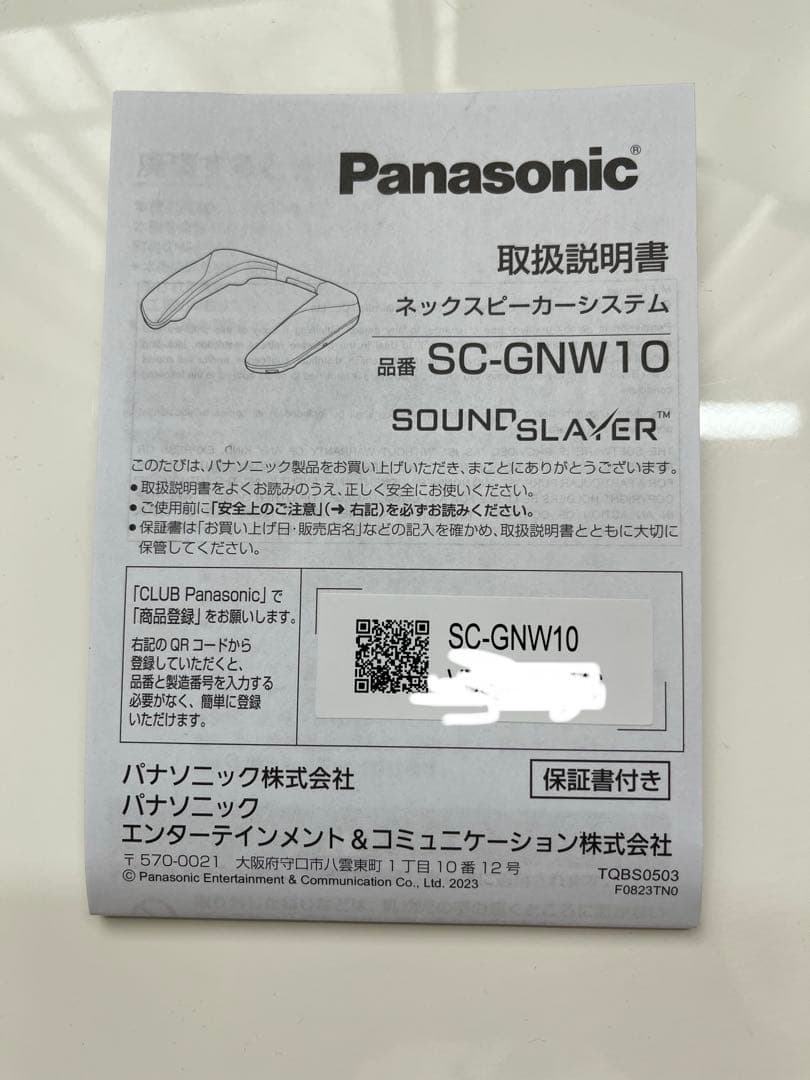 Panasonic®
取扱説明書
ネックスピーカーシステム
品番 SC-GNW10
SOUNDSLAYER™
このたびは、パナソニック製品をお買い上げいただき、まことにありがとうございます。
●取扱説明書をよくお読みのうえ、正しく安全にお使いください。
●ご使用前に「安全上のご注意」(➔ 右記)を必ずお読みください。
●保証書は「お買い上げ日・販売店名」などの記入を確かめ、取扱説明書とともに大切に
保管してください。
「CLUB Panasonic」で
「商品登録」をお願いします。
右記のQRコードから
登録していただくと、
品番と製造番号を入力する
必要がなく、簡単に登録
いただけます。
SC-GNW10
パナソニック株式会社
保証書付き
パナソニック
エンターテインメント&コミュニケーション株式会社
〒570-0021 大阪府守口市八雲東町1丁目10番12号
© Panasonic Entertainment & Communication Co., Ltd. 2023
TQBS0503
F0823TN0